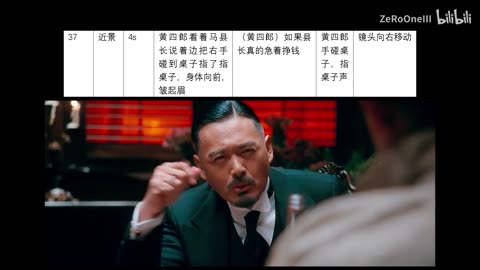 ZeRoOneIII bilibili
37 近景 4s 黄四郎看着马县 （黄四郎）如果县 黄四郎 镜头向右移动
长说着边把右手 长真的急着挣钱 手碰桌
碰到桌子指了指 子，指
桌子，身体向前， 桌子声
皱起眉